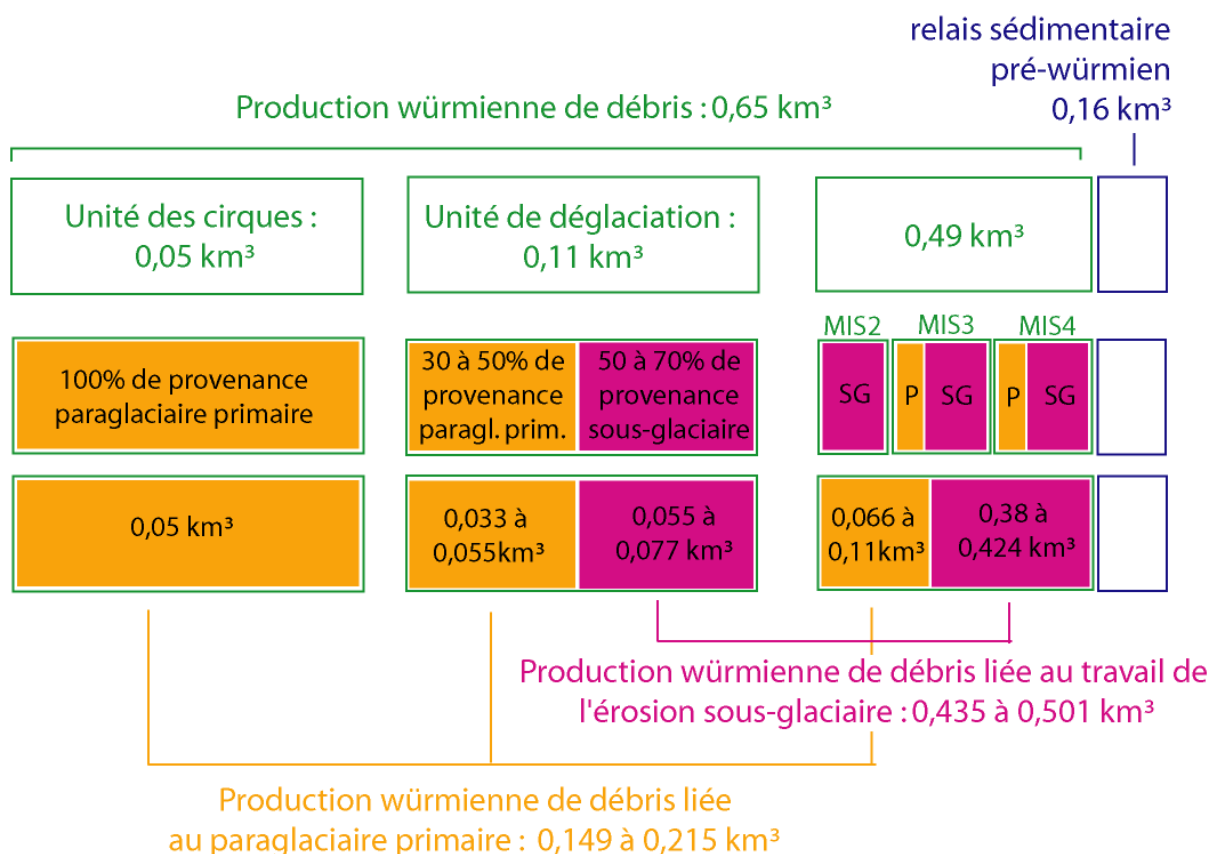 relais sédimentaire
pré-würmien
0,16 km³
Production würmienne de débris : 0,65 km³
Unité des cirques :
0,05 km³
Unité de déglaciation :
0,11 km³
0,49 km³
MIS2
MIS3
MIS4
100% de provenance
paraglaciaire primaire
30 à 50% de
provenance
paragl. prim.
50 à 70% de
provenance
sous-glaciaire
SG
P
SG
P
SG
0,05 km³
0,033 à
0,055km³
0,055 à
0,077 km³
0,066 à
0,11km³
0,38 à
0,424 km³
Production würmienne de débris liée au travail de
l'érosion sous-glaciaire : 0,435 à 0,501 km³
Production würmienne de débris liée
au paraglaciaire primaire : 0,149 à 0,215 km³